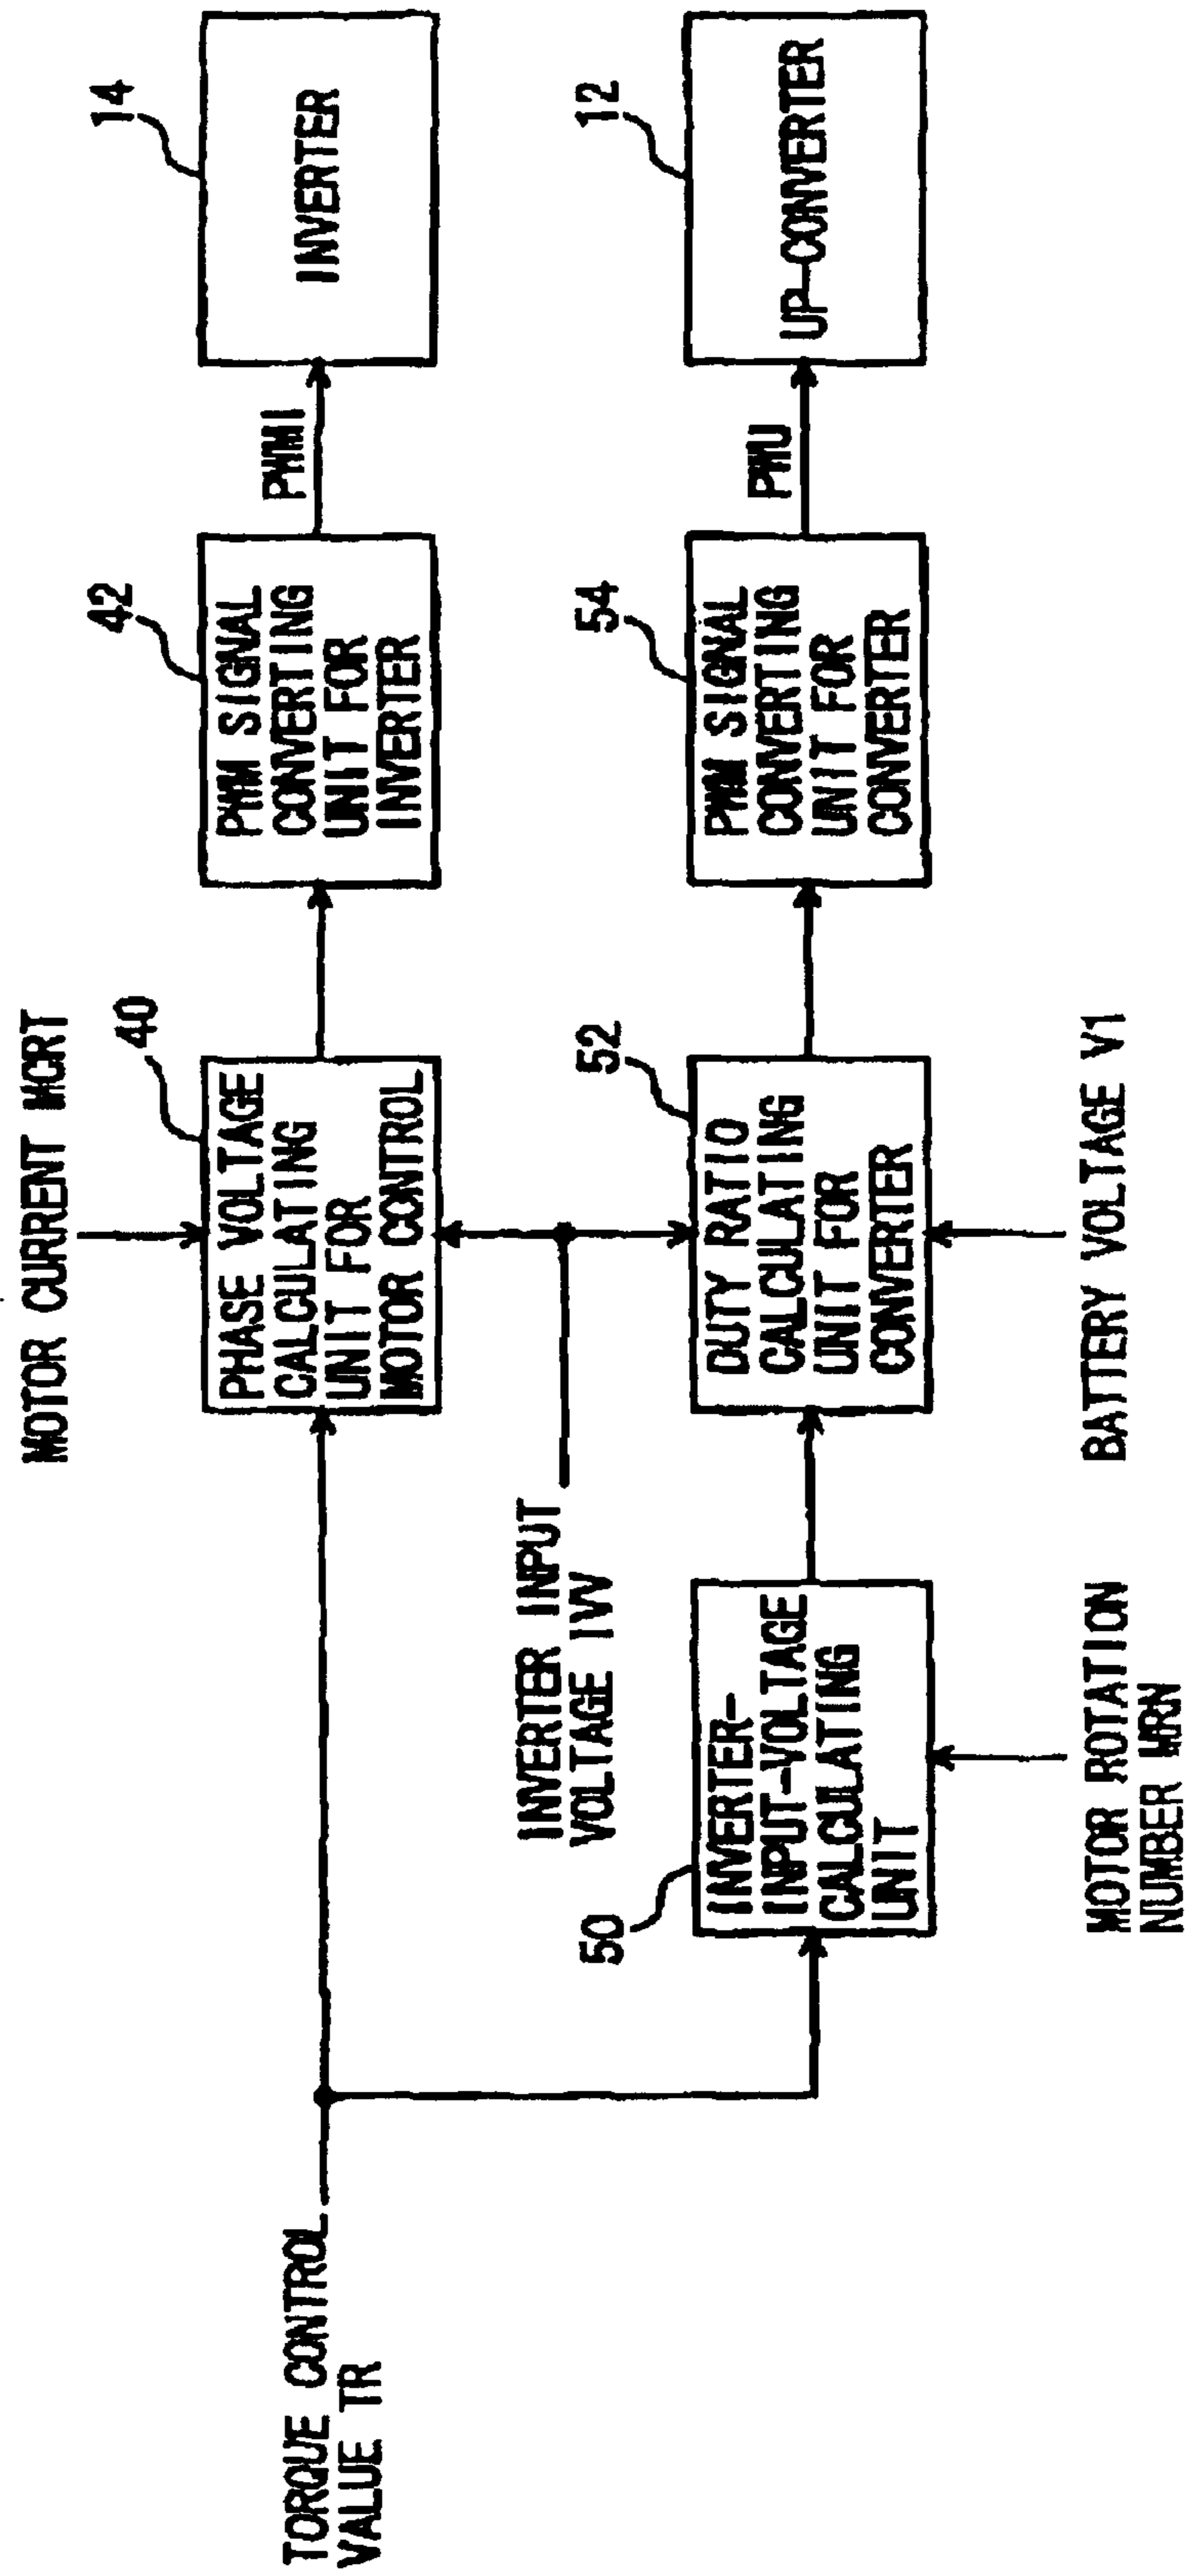 MOTOR CURRENT MCRT
40
42
14
TORQUE CONTROL
VALUE TR
PHASE VOLTAGE
CALCULATING
UNIT FOR
MOTOR CONTROL
PWM SIGNAL
CONVERTING
UNIT FOR
INVERTER
PWMI
INVERTER
INVERTER INPUT
VOLTAGE IVV
50
52
54
12
INVERTER-
INPUT-VOLTAGE
CALCULATING
UNIT
DUTY RATIO
CALCULATING
UNIT FOR
CONVERTER
PWM SIGNAL
CONVERTING
UNIT FOR
CONVERTER
PWMU
UP-CONVERTER
MOTOR ROTATION
NUMBER MRN
BATTERY VOLTAGE V1